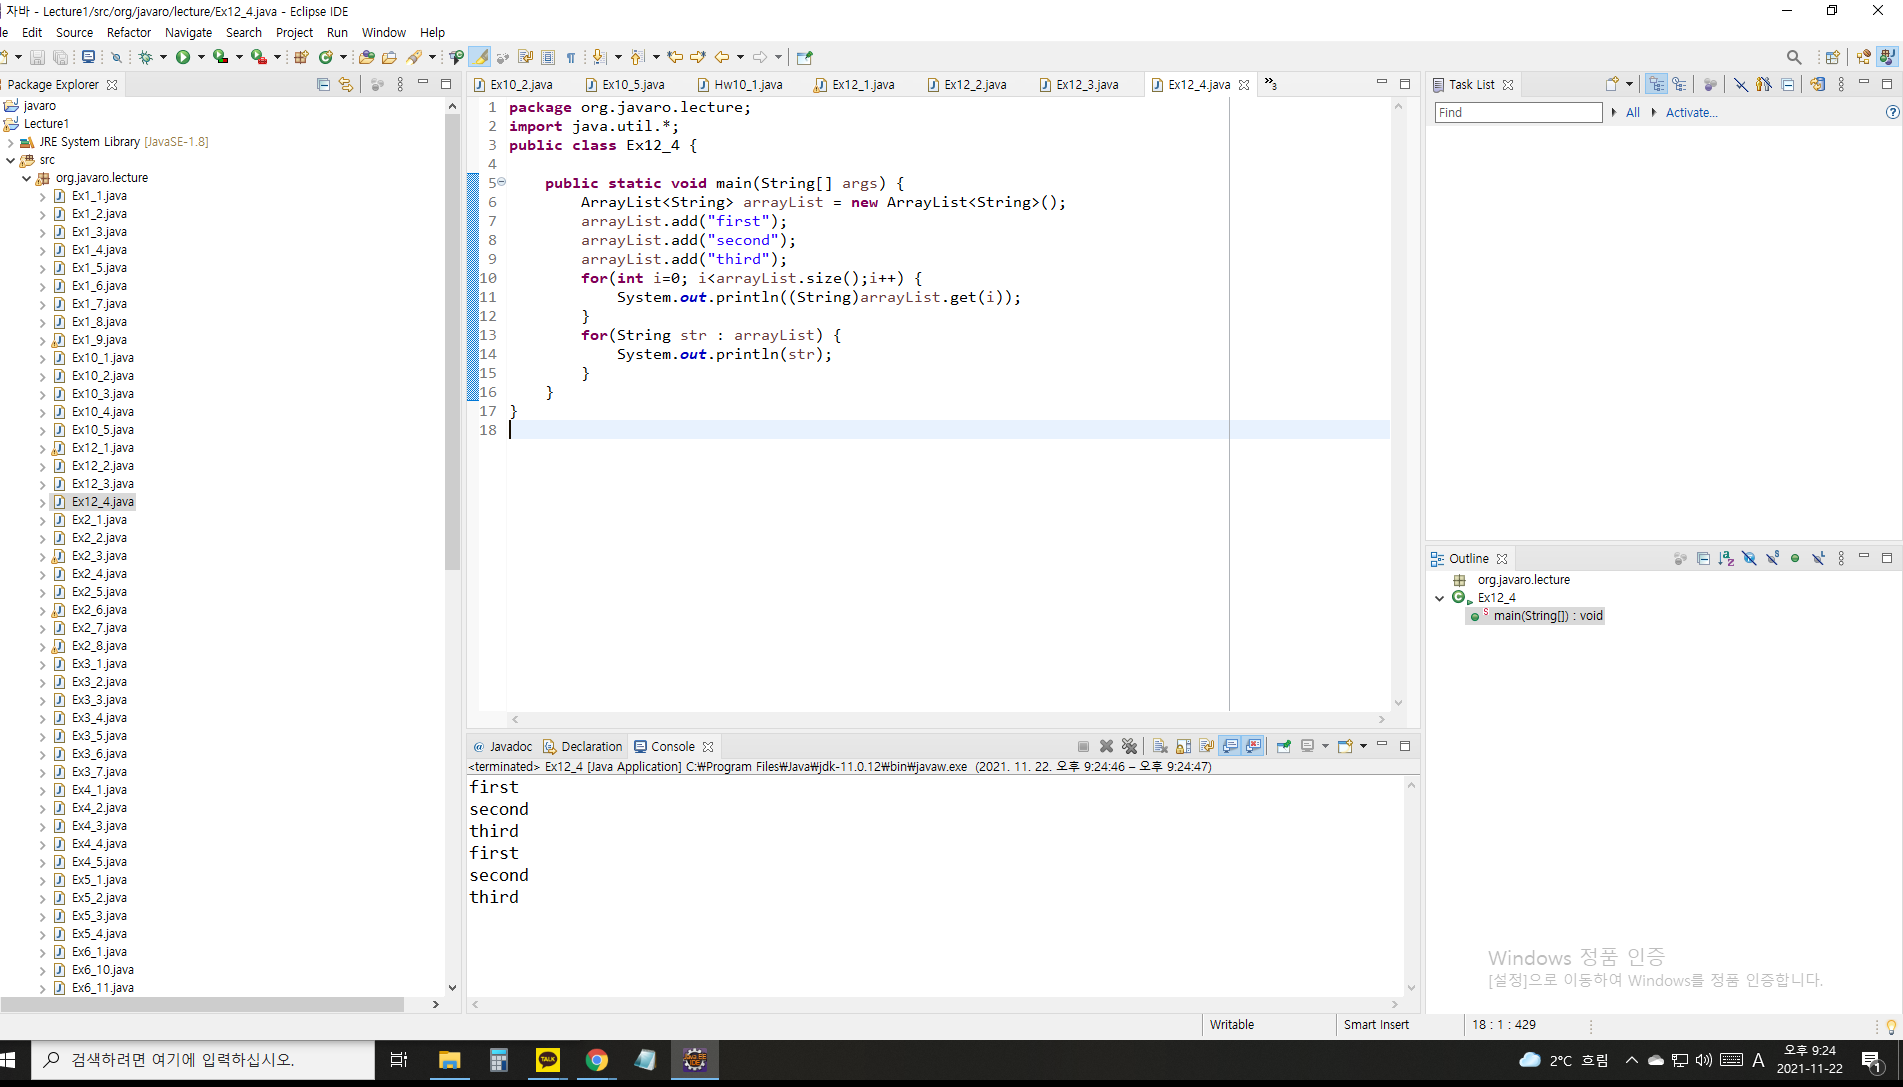 자바 - Lecture1/src/org/javaro/lecture/Ex12_4.java - Eclipse IDE
le Edit Source Refactor Navigate Search Project Run Window Help
Package Explorer
javaro
Lecture1
JRE System Library [JavaSE-1.8]
src
org.javaro.lecture
Ex1_1.java
Ex1_2.java
Ex1_3.java
Ex1_4.java
Ex1_5.java
Ex1_6.java
Ex1_7.java
Ex1_8.java
Ex1_9.java
Ex10_1.java
Ex10_2.java
Ex10_3.java
Ex10_4.java
Ex10_5.java
Ex12_1.java
Ex12_2.java
Ex12_3.java
Ex12_4.java
Ex2_1.java
Ex2_2.java
Ex2_3.java
Ex2_4.java
Ex2_5.java
Ex2_6.java
Ex2_7.java
Ex2_8.java
Ex3_1.java
Ex3_2.java
Ex3_3.java
Ex3_4.java
Ex3_5.java
Ex3_6.java
Ex3_7.java
Ex4_1.java
Ex4_2.java
Ex4_3.java
Ex4_4.java
Ex4_5.java
Ex5_1.java
Ex5_2.java
Ex5_3.java
Ex5_4.java
Ex6_1.java
Ex6_10.java
Ex6_11.java
Ex10_2.java Ex10_5.java Hw10_1.java Ex12_1.java Ex12_2.java Ex12_3.java Ex12_4.java »3
1 package org.javaro.lecture;
2 import java.util.*;
3 public class Ex12_4 {
4
5 public static void main(String[] args) {
6 ArrayList<String> arrayList = new ArrayList<String>();
7 arrayList.add("first");
8 arrayList.add("second");
9 arrayList.add("third");
10 for(int i=0; i<arrayList.size();i++) {
11 System.out.println((String)arrayList.get(i));
12 }
13 for(String str : arrayList) {
14 System.out.println(str);
15 }
16 }
17 }
18
Javadoc Declaration Console
<terminated> Ex12_4 [Java Application] C:₩Program Files₩Java₩jdk-11.0.12₩bin₩javaw.exe (2021. 11. 22. 오후 9:24:46 – 오후 9:24:47)
first
second
third
first
second
third
Task List
Find All Activate...
Outline
org.javaro.lecture
Ex12_4
main(String[]) : void
Windows 정품 인증
[설정]으로 이동하여 Windows를 정품 인증합니다.
Writable Smart Insert 18 : 1 : 429
검색하려면 여기에 입력하십시오.
TALK
2°C 흐림 A
오후 9:24
2021-11-22
1